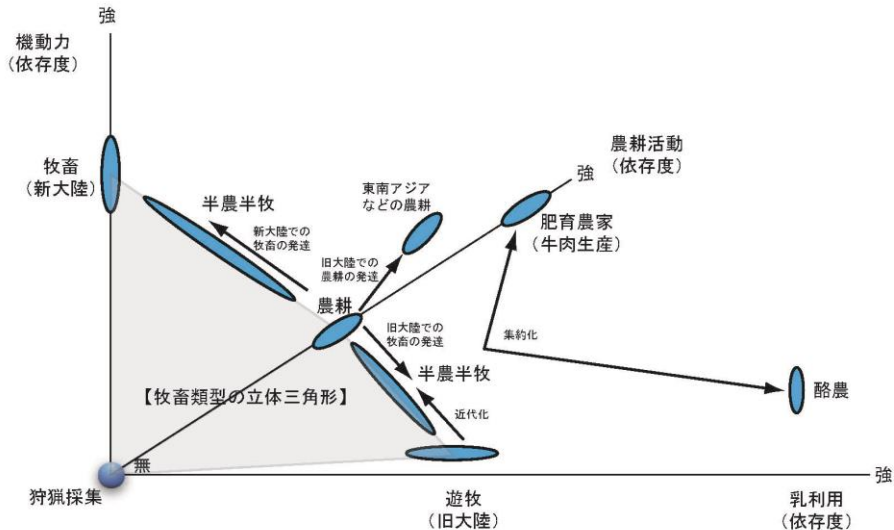 強
機動力
（依存度）
農耕活動
（依存度）
強
牧畜
（新大陸）
東南アジア
などの農耕
半農半牧
新大陸での
牧畜の発達
肥育農家
（牛肉生産）
旧大陸での
農耕の発達
農耕
旧大陸での
牧畜の発達
集約化
半農半牧
【牧畜類型の立体三角形】
近代化
酪農
無
狩猟採集
強
遊牧
（旧大陸）
乳利用
（依存度）